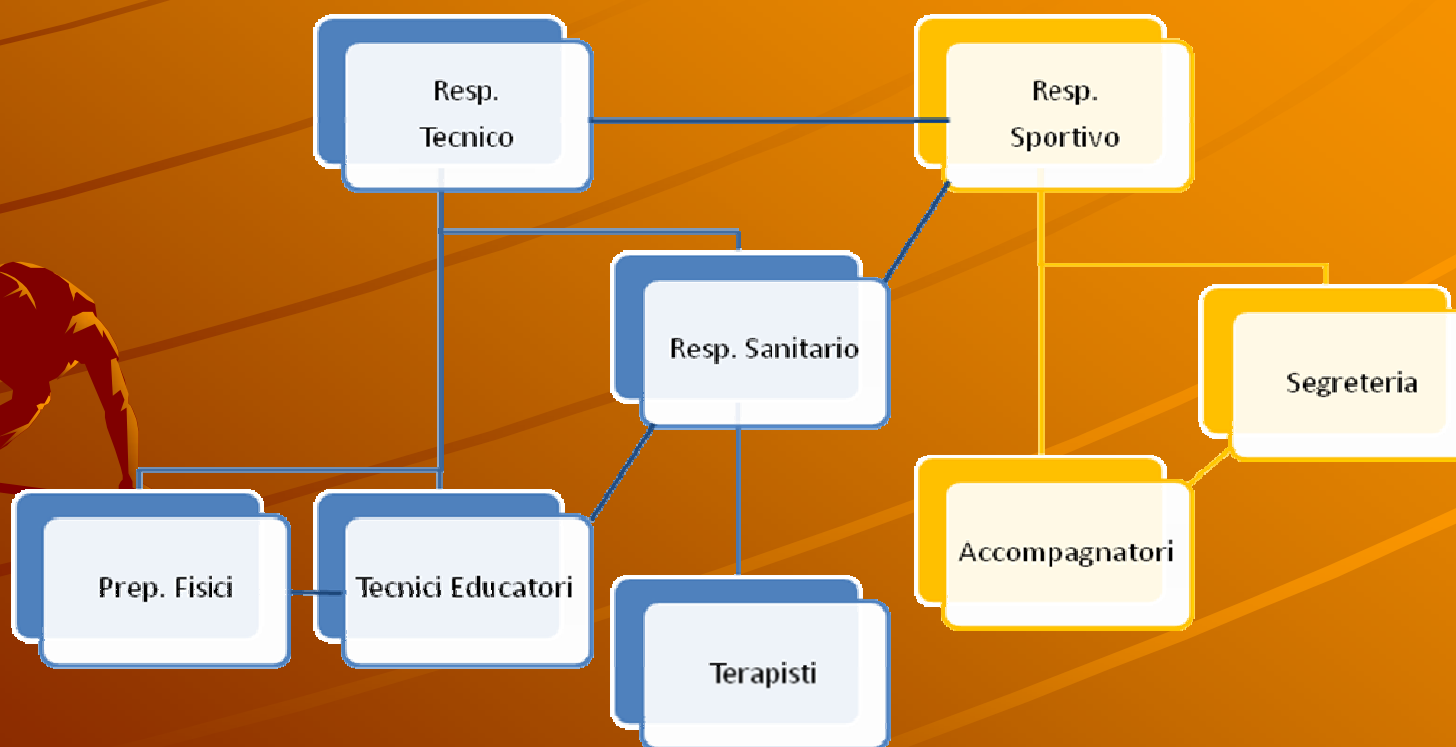 Resp.
Tecnico
Resp.
Sportivo
Resp. Sanitario
Segreteria
Accompagnatori
Prep. Fisici
Tecnici Educatori
Terapisti